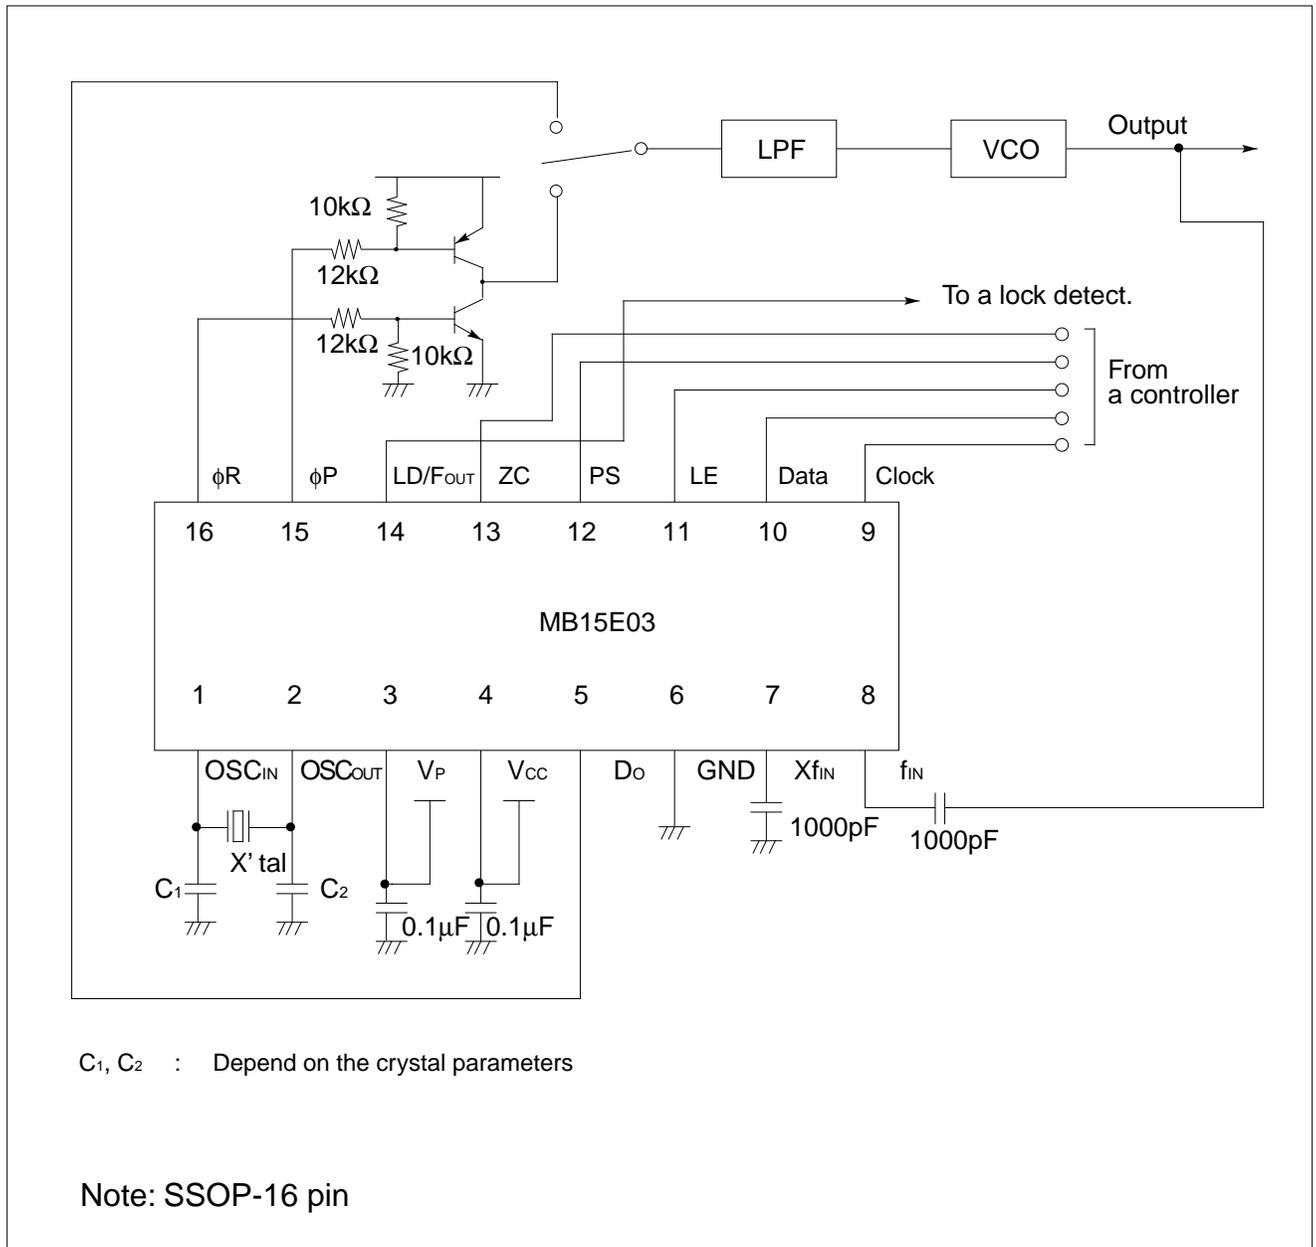 Output
LPF
VCO
10kΩ
12kΩ
To a lock detect.
12kΩ
10kΩ
From
a controller
ϕR
ϕP
LD/FOUT
ZC
PS
LE
Data
Clock
16 15 14 13 12 11 10 9
MB15E03
1 2 3 4 5 6 7 8
OSCIN
OSCOUT
VP
VCC
DO
GND
XfIN
fIN
1000pF
1000pF
X' tal
C1
C2
0.1µF
0.1µF
C1, C2 : Depend on the crystal parameters
Note: SSOP-16 pin